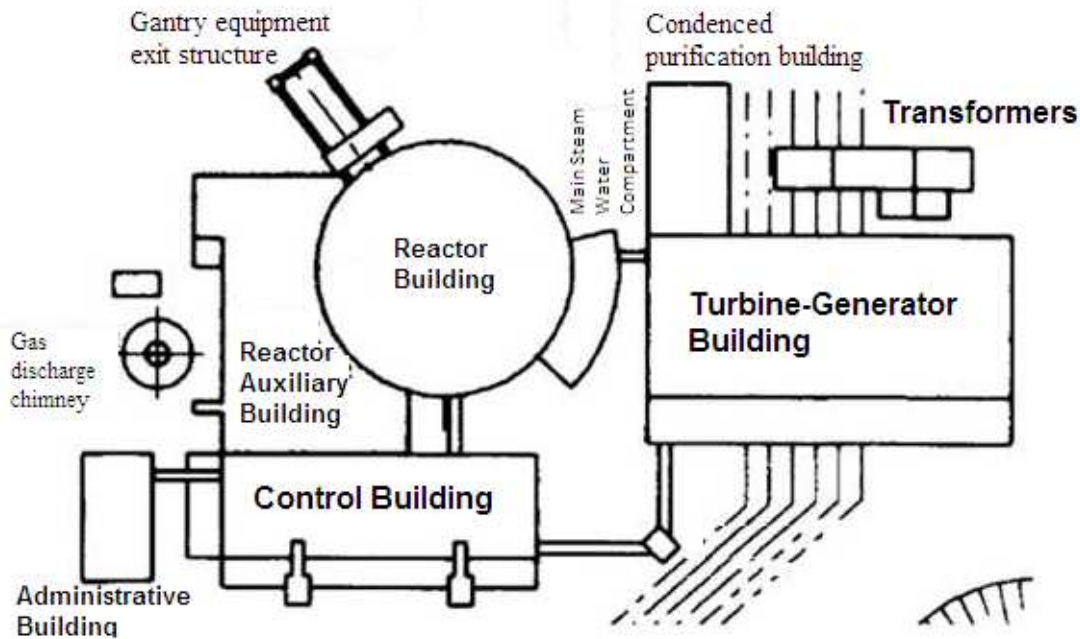 Gantry equipment
exit structure
Condenced
purification building
Transformers
Main Steam
Water
Compartment
Reactor
Building
Turbine-Generator
Building
Gas
discharge
chimney
Reactor
Auxiliary
Building
Control Building
Administrative
Building